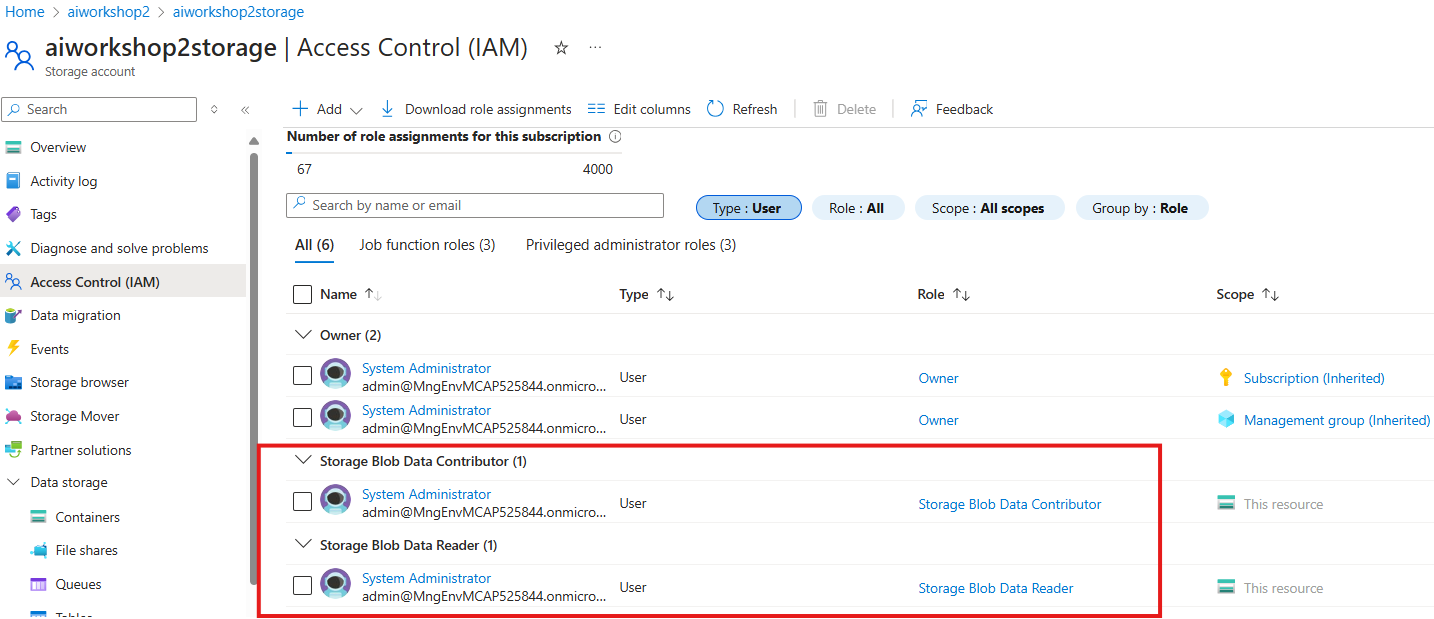 Home > aiworkshop2 > aiworkshop2storage
aiworkshop2storage | Access Control (IAM) ☆ ...
Storage account
Search
Overview
Activity log
Tags
Diagnose and solve problems
Access Control (IAM)
Data migration
Events
Storage browser
Storage Mover
Partner solutions
Data storage
Containers
File shares
Queues
Tables
Add Download role assignments Edit columns Refresh Delete Feedback
Number of role assignments for this subscription
67 4000
Search by name or email Type : User Role : All Scope : All scopes Group by : Role
All (6) Job function roles (3) Privileged administrator roles (3)
Name Type Role Scope
Owner (2)
System Administrator
admin@MngEnvMCAP525844.onmicro... User Owner Subscription (Inherited)
System Administrator
admin@MngEnvMCAP525844.onmicro... User Owner Management group (Inherited)
Storage Blob Data Contributor (1)
System Administrator
admin@MngEnvMCAP525844.onmicro... User Storage Blob Data Contributor This resource
Storage Blob Data Reader (1)
System Administrator
admin@MngEnvMCAP525844.onmicro... User Storage Blob Data Reader This resource